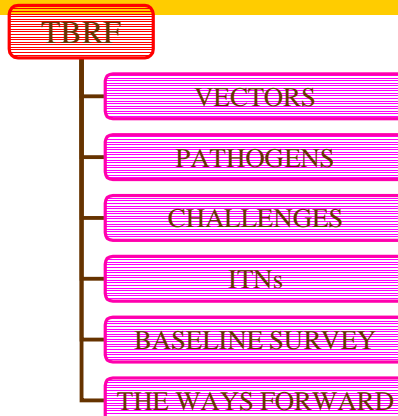 TBRF
VECTORS
PATHOGENS
CHALLENGES
ITNs
BASELINE SURVEY
THE WAYS FORWARD